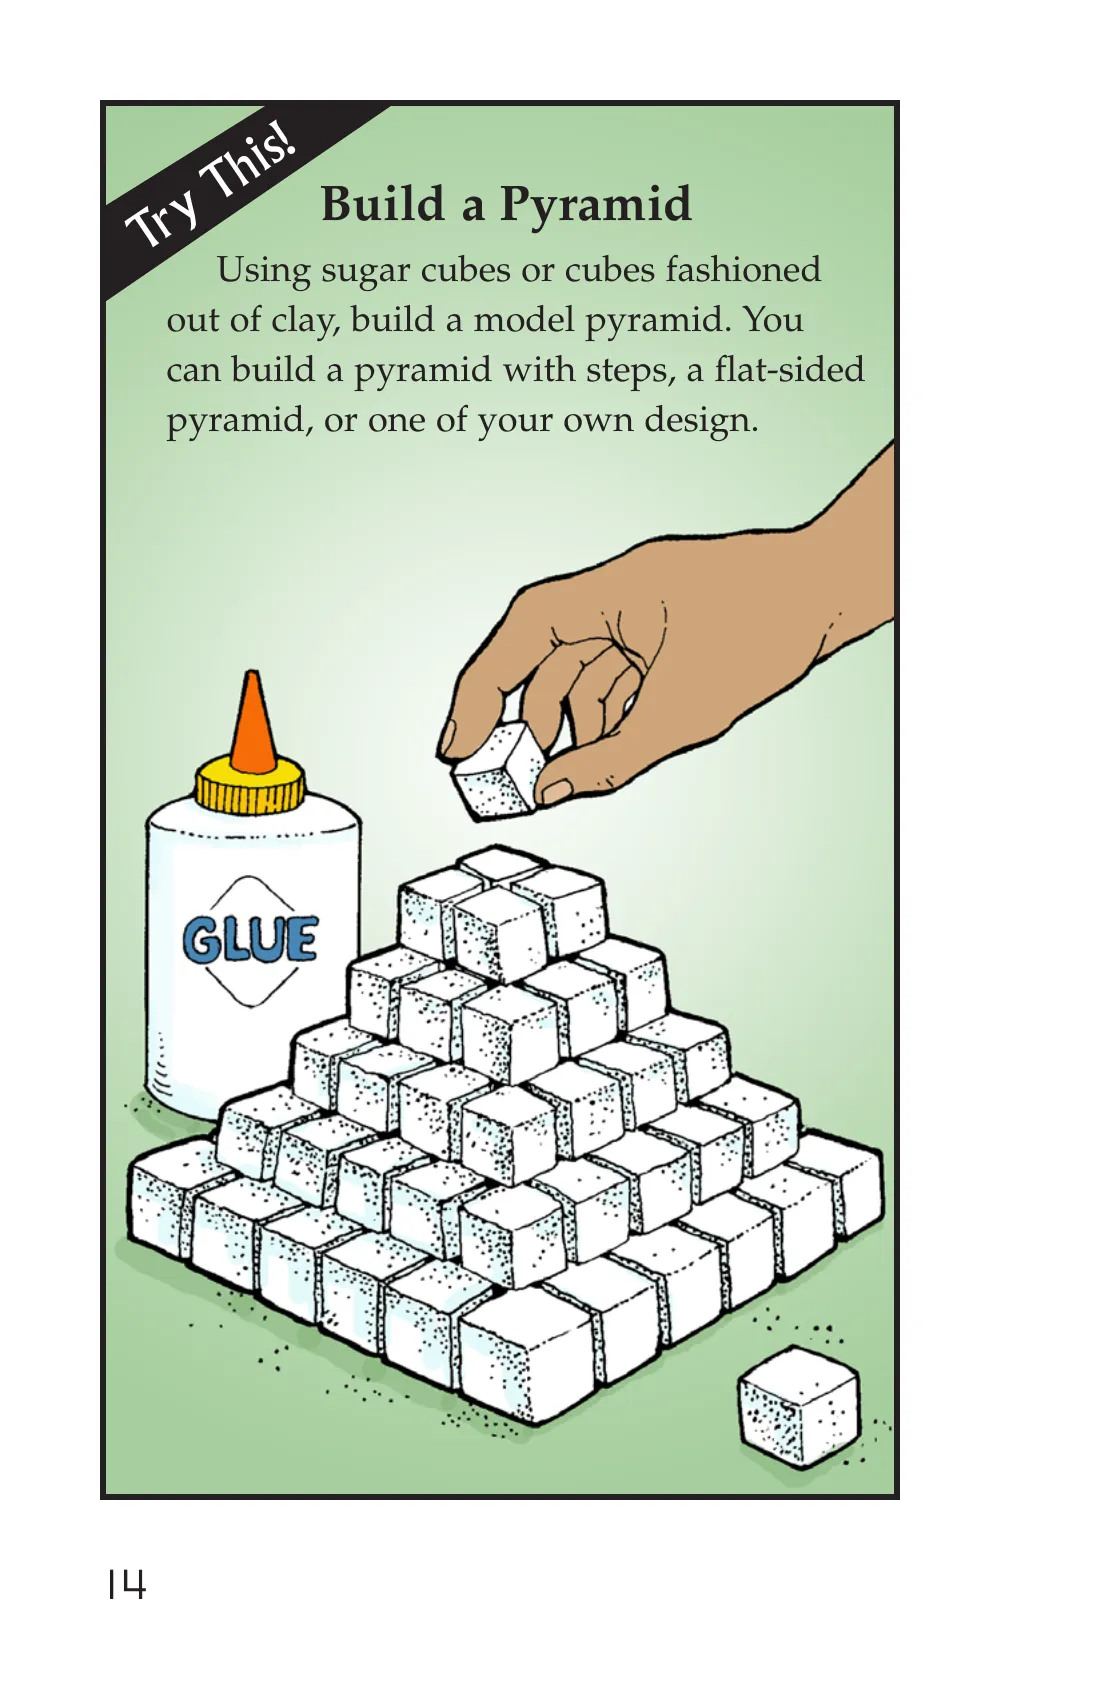 Try This!
Build a Pyramid
Using sugar cubes or cubes fashioned
out of clay, build a model pyramid. You
can build a pyramid with steps, a flat-sided
pyramid, or one of your own design.
GLUE
14